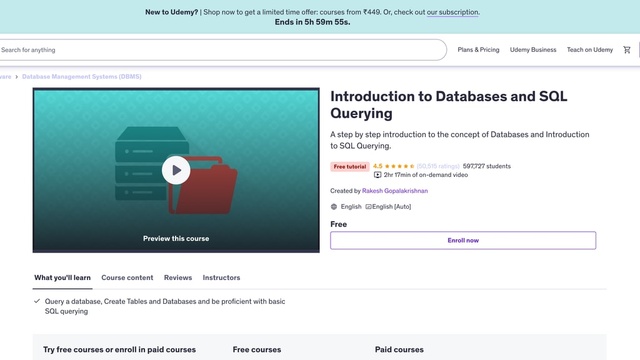 New to Udemy? | Shop now to get a limited time offer: courses from ₹449. Or, check out our subscription.
Ends in 5h 59m 55s.
Search for anything
Plans & Pricing
Udemy Business
Teach on Udemy
ware › Database Management Systems (DBMS)
Preview this course
Introduction to Databases and SQL
Querying
A step by step introduction to the concept of Databases and Introduction
to SQL Querying.
Free tutorial 4.5 ratings) 597,727 students
2hr 17min of on-demand video
Created by Rakesh Gopalakrishnan
English English [Auto]
Free
Enroll now
What you'll learn Course content Reviews Instructors
Query a database, Create Tables and Databases and be proficient with basic
SQL querying
Try free courses or enroll in paid courses Free courses Paid courses